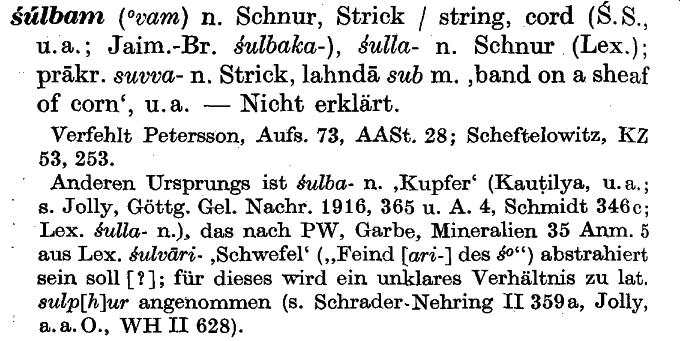 śúlbam (°vam) n. Schnur, Strick / string, cord (Ś.S.,
u.a.; Jaim.-Br. śulbaka-), śulla- n. Schnur (Lex.);
prākr. suvva- n. Strick, lahndā sub m. ‚band on a sheaf
of corn‘, u.a. — Nicht erklärt.
Verfehlt Petersson, Aufs. 73, AASt. 28; Scheftelowitz, KZ
53, 253.
Anderen Ursprungs ist śulba- n. ‚Kupfer‘ (Kauṭilya, u.a.;
s. Jolly, Göttg. Gel. Nachr. 1916, 365 u. A. 4, Schmidt 346c;
Lex. śulla- n.), das nach PW, Garbe, Mineralien 35 Anm. 5
aus Lex. śulvāri- ‚Schwefel‘ („Feind [ari-] des ś°“) abstrahiert
sein soll [?]; für dieses wird ein unklares Verhältnis zu lat.
sulp[h]ur angenommen (s. Schrader-Nehring II 359a, Jolly,
a.a.O., WH II 628).